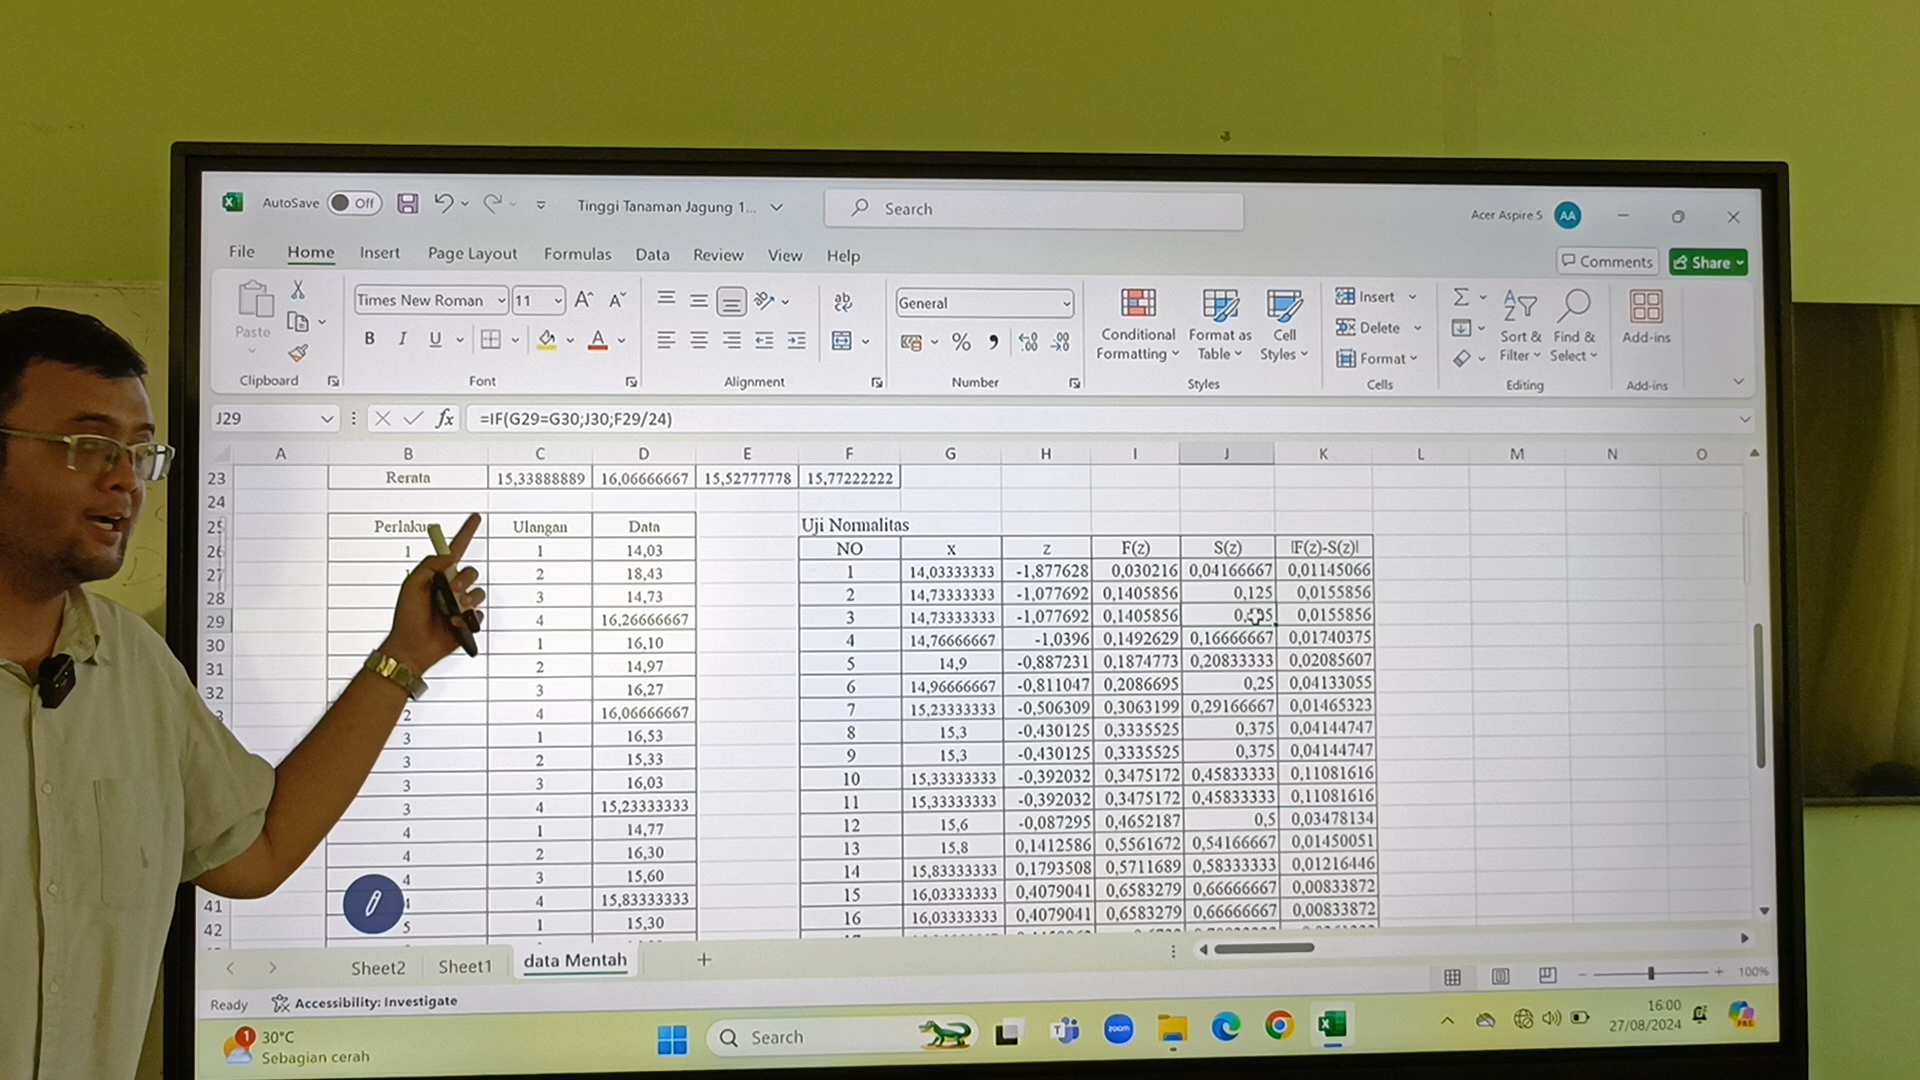 AutoSave Off Tinggi Tanaman Jagung 1... Search Acer Aspire 5 AA
File Home Insert Page Layout Formulas Data Review View Help Comments Share
Times New Roman 11 General Insert
Paste Conditional Formatting Format as Table Cell Styles Delete Sort & Filter Find & Select Add-ins
B I U % Format
Clipboard Font Alignment Number Styles Cells Editing Add-ins
J29 fx =IF(G29=G30;J30;F29/24)
A B C D E F G H I J K L M N O
23 Rerata 15,33888889 16,06666667 15,52777778 15,77222222
24
25 Ulangan Data Uji Normalitas
26 1 1 14,03 NO x z F(z) S(z) |F(z)-S(z)|
27 2 18,43 1 14,03333333 -1,877628 0,030216 0,04166667 0,01145066
28 3 14,73 2 14,73333333 -1,077692 0,1405856 0,125 0,0155856
29 4 16,26666667 3 14,73333333 -1,077692 0,1405856 0,0155856
30 1 16,10 4 14,76666667 -1,0396 0,1492629 0,16666667 0,01740375
31 2 14,97 5 14,9 -0,887231 0,1874773 0,20833333 0,02085607
32 3 16,27 6 14,96666667 -0,811047 0,2086695 0,25 0,04133055
2 4 16,06666667 7 15,23333333 -0,506309 0,3063199 0,29166667 0,01465323
3 1 16,53 8 15,3 -0,430125 0,3335525 0,375 0,04144747
3 2 15,33 9 15,3 -0,430125 0,3335525 0,375 0,04144747
3 3 16,03 10 15,33333333 -0,392032 0,3475172 0,45833333 0,11081616
3 4 15,23333333 11 15,33333333 -0,392032 0,3475172 0,45833333 0,11081616
4 1 14,77 12 15,6 -0,087295 0,4652187 0,5 0,03478134
4 2 16,30 13 15,8 0,1412586 0,5561672 0,54166667 0,01450051
4 3 15,60 14 15,83333333 0,1793508 0,5711689 0,58333333 0,01216446
41 4 15,83333333 15 16,03333333 0,4079041 0,6583279 0,66666667 0,00833872
42 5 1 15,30 16 16,03333333 0,4079041 0,6583279 0,66666667 0,00833872
Sheet2 Sheet1 data Mentah
Ready Accessibility: Investigate 100%
1 30°C Search zoom 16:00
Sebagian cerah 27/08/2024